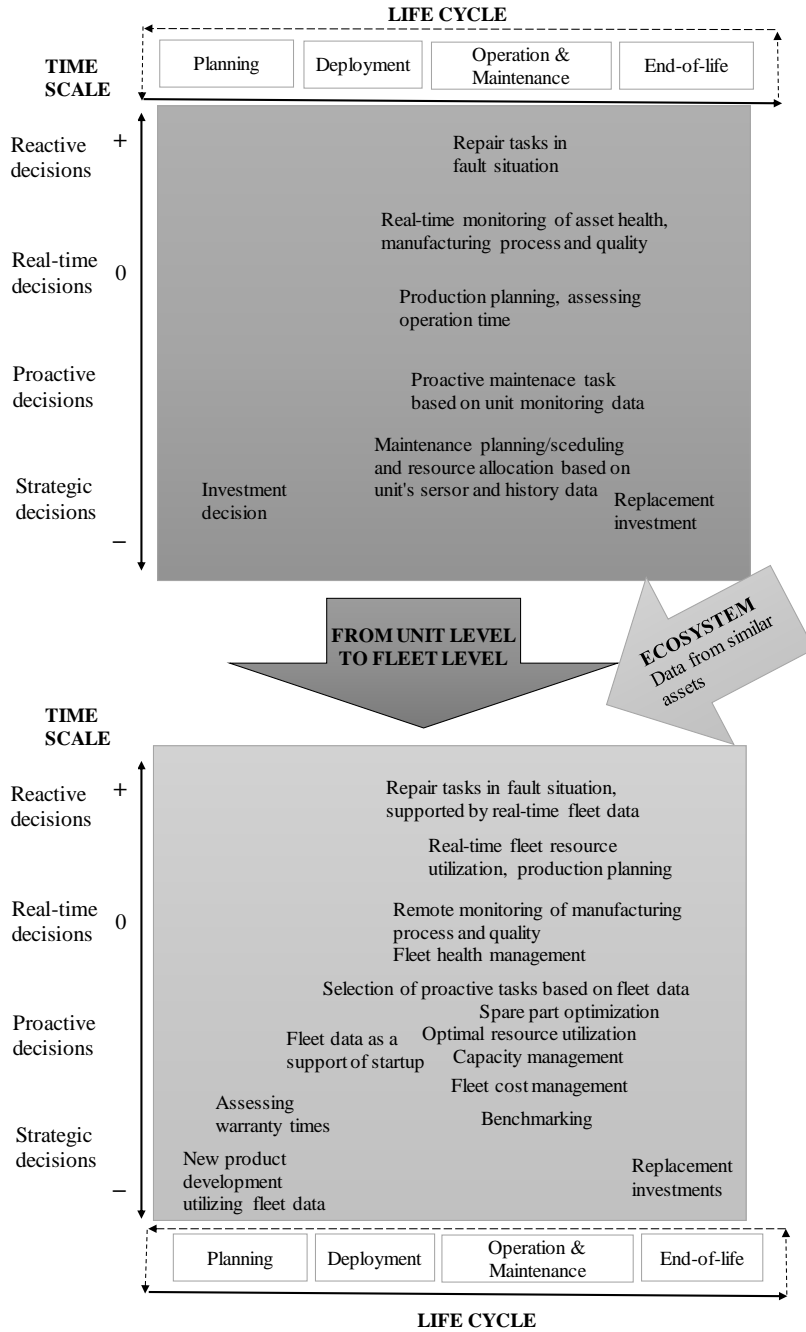 LIFE CYCLE
Planning
Deployment
Operation &
Maintenance
End-of-life
TIME
SCALE
Reactive
decisions
+
Repair tasks in
fault situation
Real-time monitoring of asset health,
manufacturing process and quality
Real-time
decisions
0
Production planning, assessing
operation time
Proactive
decisions
Proactive maintenace task
based on unit monitoring data
Maintenance planning/sceduling
and resource allocation based on
unit's sersor and history data
Strategic
decisions
–
Investment
decision
Replacement
investment
FROM UNIT LEVEL
TO FLEET LEVEL
ECOSYSTEM
Data from similar
assets
TIME
SCALE
Reactive
decisions
+
Repair tasks in fault situation,
supported by real-time fleet data
Real-time fleet resource
utilization, production planning
Real-time
decisions
0
Remote monitoring of manufacturing
process and quality
Fleet health management
Selection of proactive tasks based on fleet data
Spare part optimization
Proactive
decisions
Fleet data as a
support of startup
Optimal resource utilization
Capacity management
Fleet cost management
Assessing
warranty times
Benchmarking
Strategic
decisions
–
New product
development
utilizing fleet data
Replacement
investments
Planning
Deployment
Operation &
Maintenance
End-of-life
LIFE CYCLE